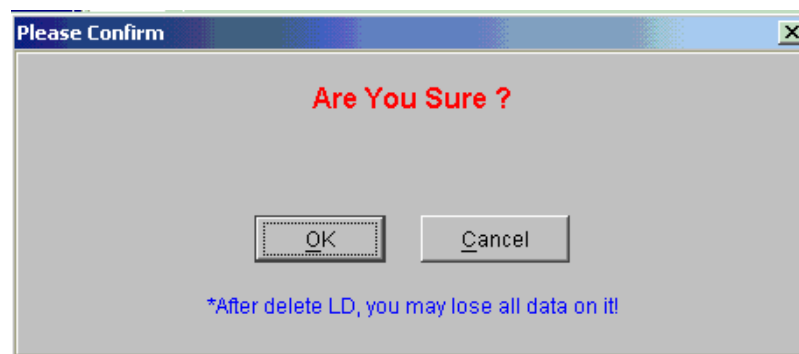 Please Confirm
Are You Sure ?
OK
Cancel
*After delete LD, you may lose all data on it!